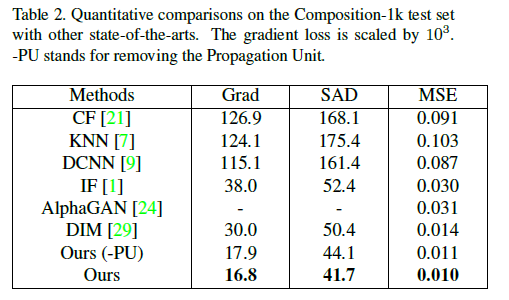 Table 2. Quantitative comparisons on the Composition-1k test set
with other state-of-the-arts. The gradient loss is scaled by 10³.
-PU stands for removing the Propagation Unit.
Methods Grad SAD MSE
CF [21] 126.9 168.1 0.091
KNN [7] 124.1 175.4 0.103
DCNN [9] 115.1 161.4 0.087
IF [1] 38.0 52.4 0.030
AlphaGAN [24] - - 0.031
DIM [29] 30.0 50.4 0.014
Ours (-PU) 17.9 44.1 0.011
Ours 16.8 41.7 0.010